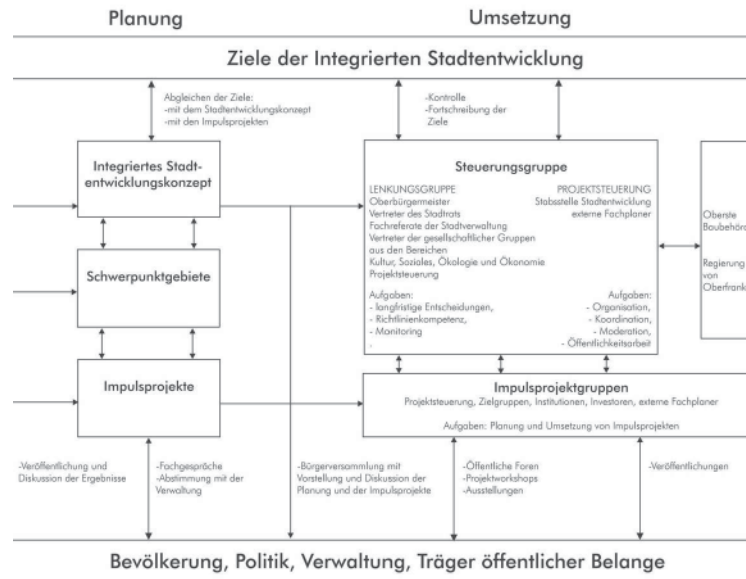 Planung
Umsetzung
Ziele der Integrierten Stadtentwicklung
Abgleichen der Ziele:
-mit dem Stadtentwicklungskonzept
-mit den Impulsprojekten
-Kontrolle
-Fortschreibung der
Ziele
Integriertes Stadt-
entwicklungskonzept
Schwerpunktgebiete
Impulsprojekte
Steuerungsgruppe
LENKUNGSGRUPPE
Oberbürgermeister
Vertreter des Stadtrats
Fachreferate der Stadtverwaltung
Vertreter der gesellschaftlicher Gruppen
aus den Bereichen
Kultur, Soziales, Ökologie und Ökonomie
Projektsteuerung
Aufgaben:
- langfristige Entscheidungen,
- Richtlinienkompetenz,
- Monitoring
.
PROJEKTSTEUERUNG
Stabsstelle Stadtentwicklung
externe Fachplaner
Aufgaben:
- Organisation,
- Koordination,
- Moderation,
- Öffentlichkeitsarbeit
Oberste
Baubehörd
Regierung
von
Oberfrank
Impulsprojektgruppen
Projektsteuerung, Zielgruppen, Institutionen, Investoren, externe Fachplaner
Aufgaben: Planung und Umsetzung von Impulsprojekten
-Veröffentlichung und
Diskussion der Ergebnisse
-Fachgespräche
-Abstimmung mit der
Verwaltung
-Bürgerversammlung mit
Vorstellung und Diskussion der
Planung und der Impulsprojekte
-Öffentliche Foren
-Projektworkshops
-Ausstellungen
-Veröffentlichungen
Bevölkerung, Politik, Verwaltung, Träger öffentlicher Belange